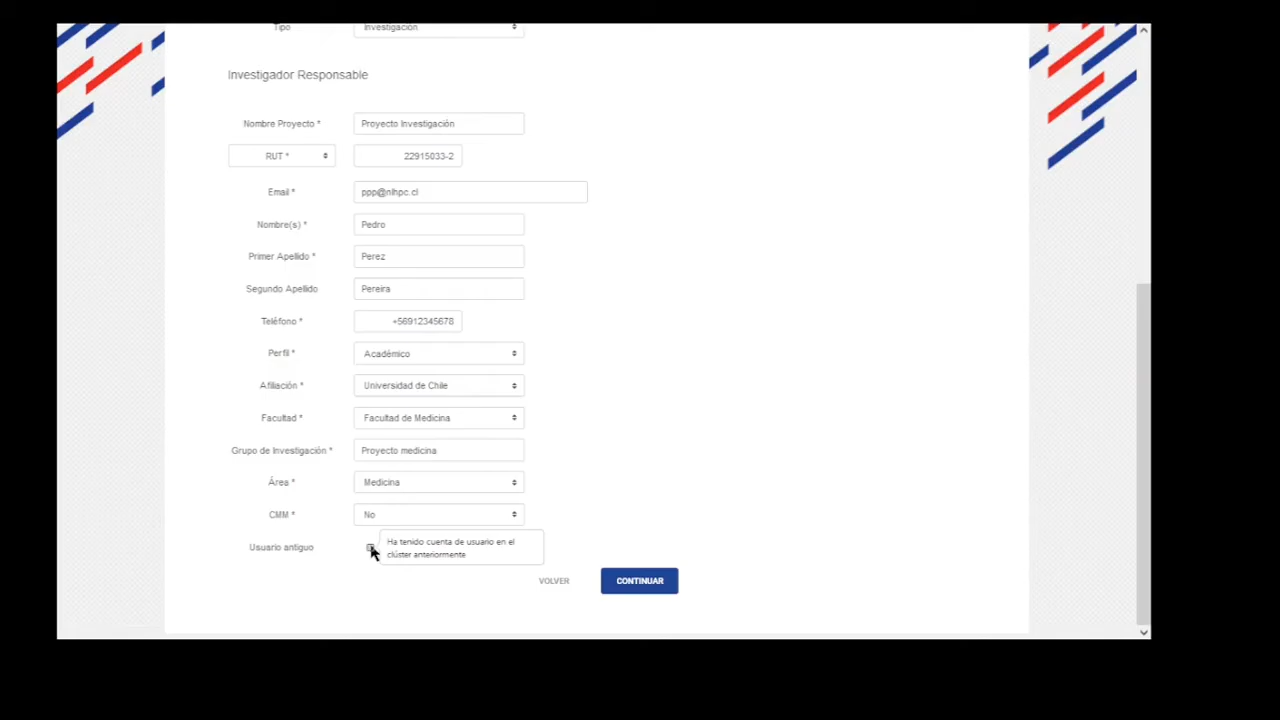 Tipo Investigación
Investigador Responsable
Nombre Proyecto * Proyecto Investigación
RUT * 22915033-2
Email * ppp@nlhpc.cl
Nombre(s) * Pedro
Primer Apellido * Perez
Segundo Apellido Pereira
Teléfono * +56912345678
Perfil * Académico
Afiliación * Universidad de Chile
Facultad * Facultad de Medicina
Grupo de Investigación * Proyecto medicina
Área * Medicina
CMM * No
Usuario antiguo
Ha tenido cuenta de usuario en el
clúster anteriormente
VOLVER CONTINUAR